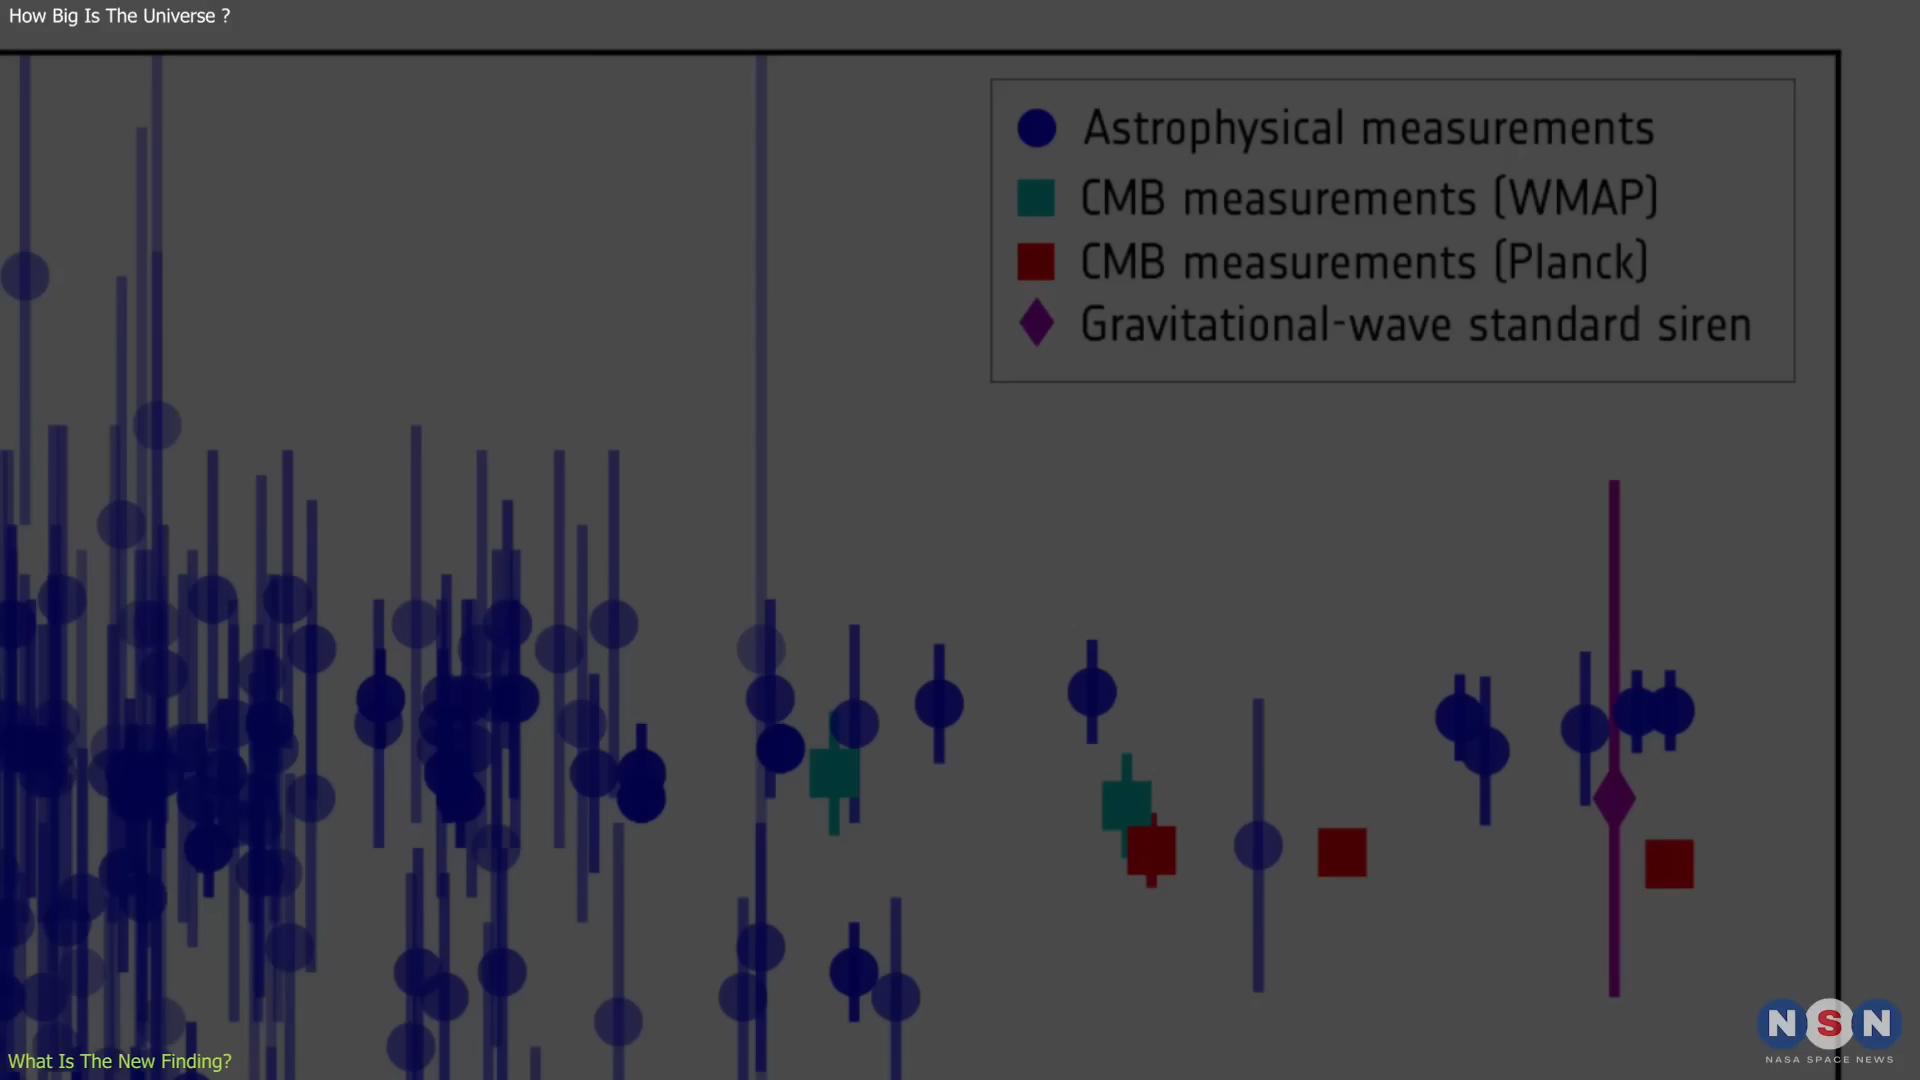 How Big Is The Universe ?
Astrophysical measurements
CMB measurements (WMAP)
CMB measurements (Planck)
Gravitational-wave standard siren
NSN
NASA SPACE NEWS
What Is The New Finding?